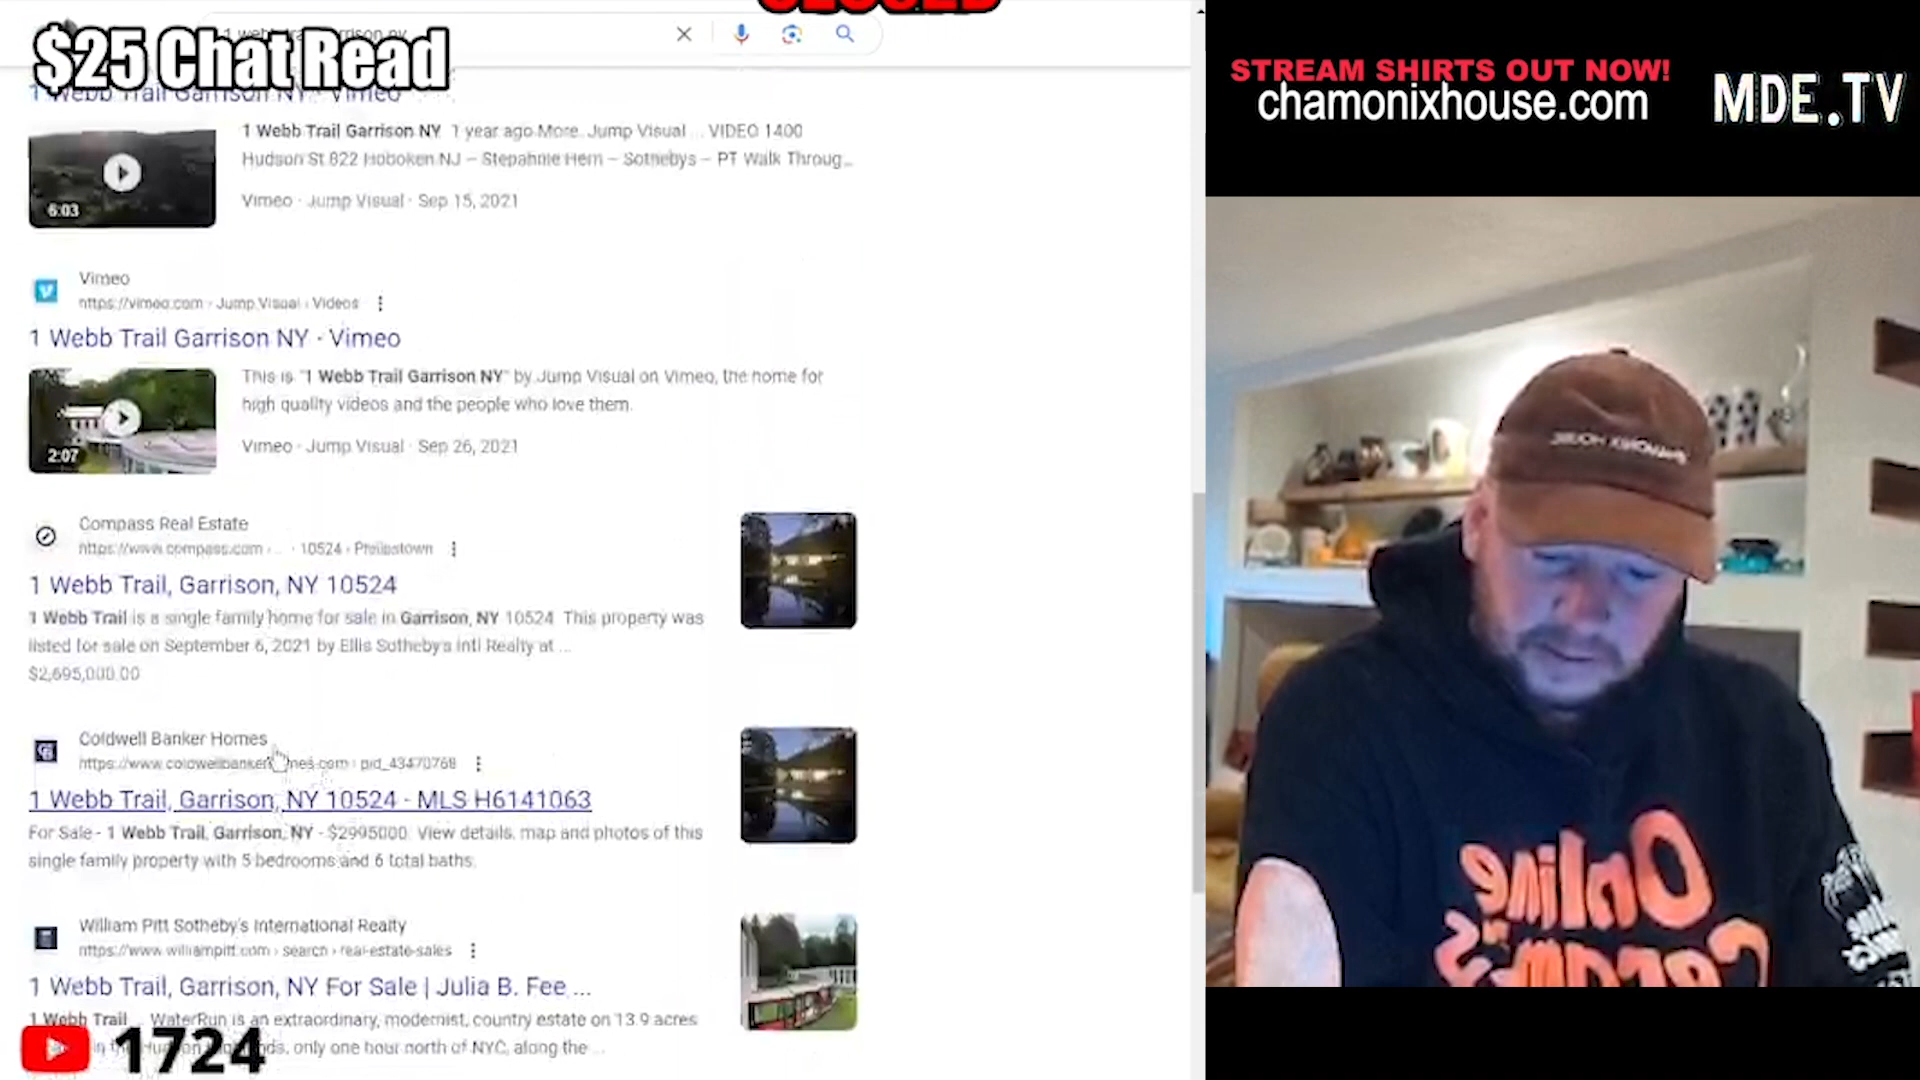 $25 Chat Read
1 Webb Trail Garrison NY - Vimeo
1 Webb Trail Garrison NY 1 year ago More. Jump Visual ... VIDEO 1400
Hudson St 822 Hoboken NJ – Stepahnie Hern – Sothebys – PT Walk Throug...
6:03
Vimeo · Jump Visual · Sep 15, 2021
Vimeo
https://vimeo.com › Jump Visual › Videos
1 Webb Trail Garrison NY - Vimeo
This is "1 Webb Trail Garrison NY" by Jump Visual on Vimeo, the home for
high quality videos and the people who love them.
2:07
Vimeo · Jump Visual · Sep 26, 2021
Compass Real Estate
https://www.compass.com › ... › 10524 › Philipstown
1 Webb Trail, Garrison, NY 10524
1 Webb Trail is a single family home for sale in Garrison, NY 10524. This property was
listed for sale on September 6, 2021 by Ellis Sotheby's Intl Realty at ...
$2,695,000.00
Coldwell Banker Homes
pid_43470768
1 Webb Trail, Garrison, NY 10524 - MLS H6141063
For Sale - 1 Webb Trail, Garrison, NY - $2995000. View details, map and photos of this
single family property with 5 bedrooms and 6 total baths.
William Pitt Sotheby's International Realty
https://www.williampitt.com › search › real-estate-sales
1 Webb Trail, Garrison, NY For Sale | Julia B. Fee ...
1 Webb Trail ... WaterRun is an extraordinary, modernist, country estate on 13.9 acres
only one hour north of NYC, along the ...
1724
STREAM SHIRTS OUT NOW!
chamonixhouse.com
MDE.TV
CHAMONIX HOUSE
Online